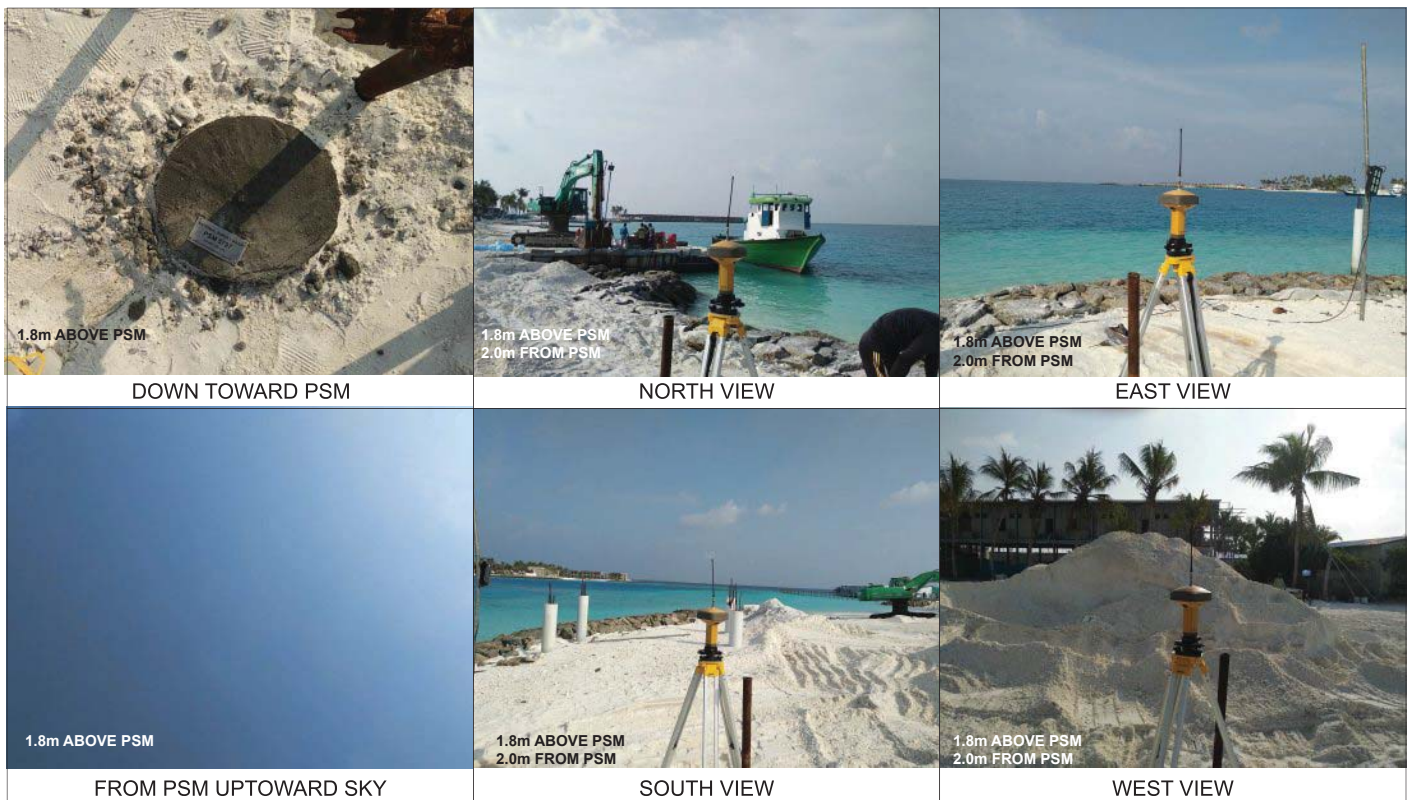 PSM 5737
1.8m ABOVE PSM
DOWN TOWARD PSM
1.8m ABOVE PSM
2.0m FROM PSM
NORTH VIEW
1.8m ABOVE PSM
2.0m FROM PSM
EAST VIEW
1.8m ABOVE PSM
FROM PSM UPTOWARD SKY
1.8m ABOVE PSM
2.0m FROM PSM
SOUTH VIEW
1.8m ABOVE PSM
2.0m FROM PSM
WEST VIEW